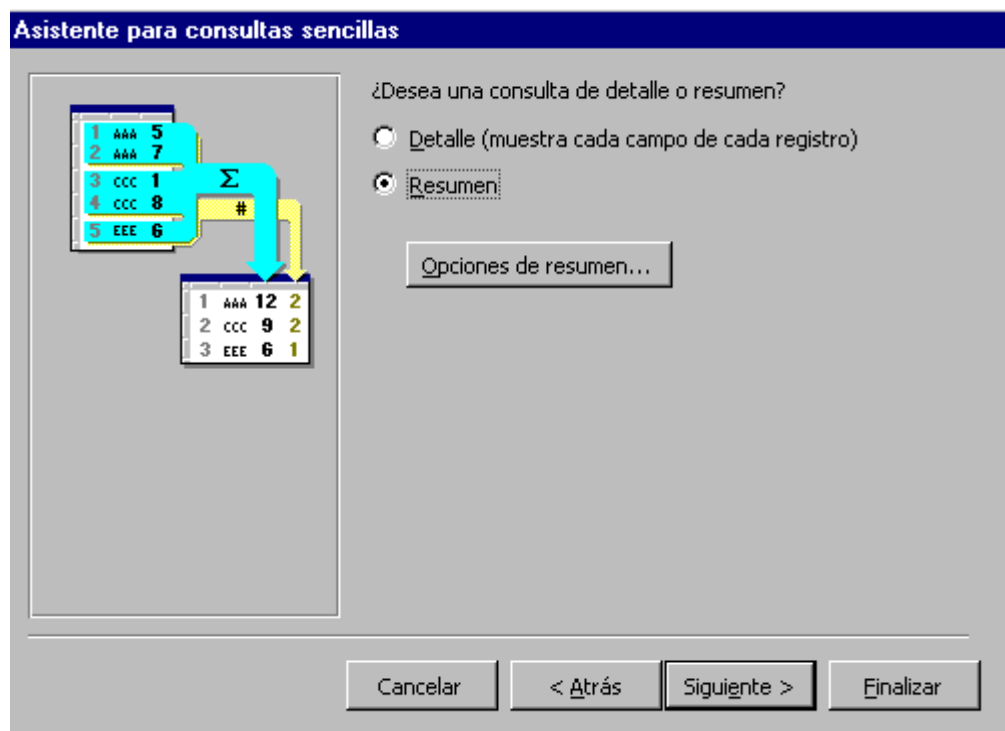 Asistente para consultas sencillas
¿Desea una consulta de detalle o resumen?
Detalle (muestra cada campo de cada registro)
Resumen
Opciones de resumen...
1 AAA 5
2 AAA 7
3 CCC 1
4 CCC 8
5 EEE 6
Σ
#
1 AAA 12 2
2 CCC 9 2
3 EEE 6 1
Cancelar
< Atrás
Siguiente >
Finalizar